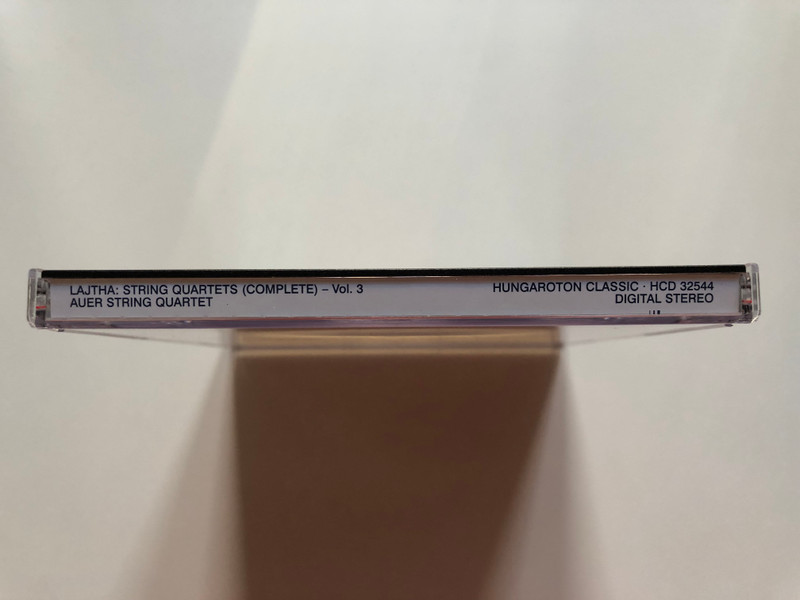 LAJTHA: STRING QUARTETS (COMPLETE) – Vol. 3
AUER STRING QUARTET
HUNGAROTON CLASSIC · HCD 32544
DIGITAL STEREO